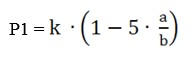 P1 = k · (1 − 5 · a/b)